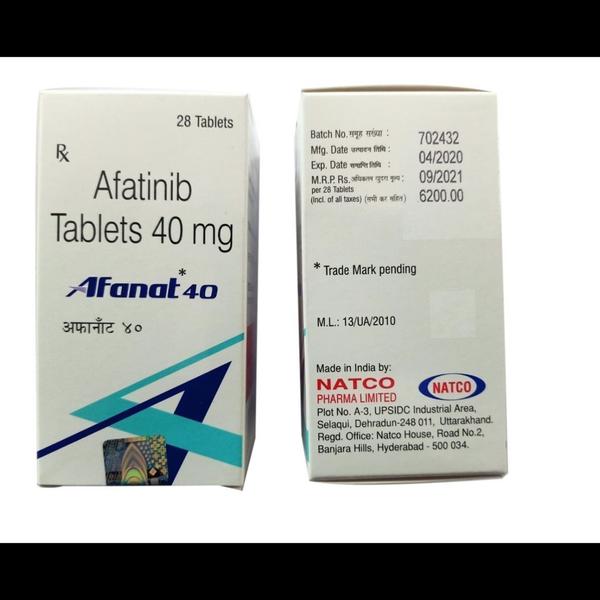 28 Tablets
Rx
Afatinib
Tablets 40 mg
Afanat*40
अफानाँट ४०
Batch No. समूह संख्या : 702432
Mfg. Date उत्पादन तिथि : 04/2020
Exp. Date समाप्ति तिथि : 09/2021
M.R.P. Rs. अधिकतम खुदरा मूल्य : 6200.00
per 28 Tablets
(Incl. of all taxes) (सभी कर सहित)
* Trade Mark pending
M.L.: 13/UA/2010
Made in India by:
NATCO
PHARMA LIMITED
NATCO
Plot No. A-3, UPSIDC Industrial Area,
Selaqui, Dehradun-248 011, Uttarakhand.
Regd. Office: Natco House, Road No.2,
Banjara Hills, Hyderabad - 500 034.